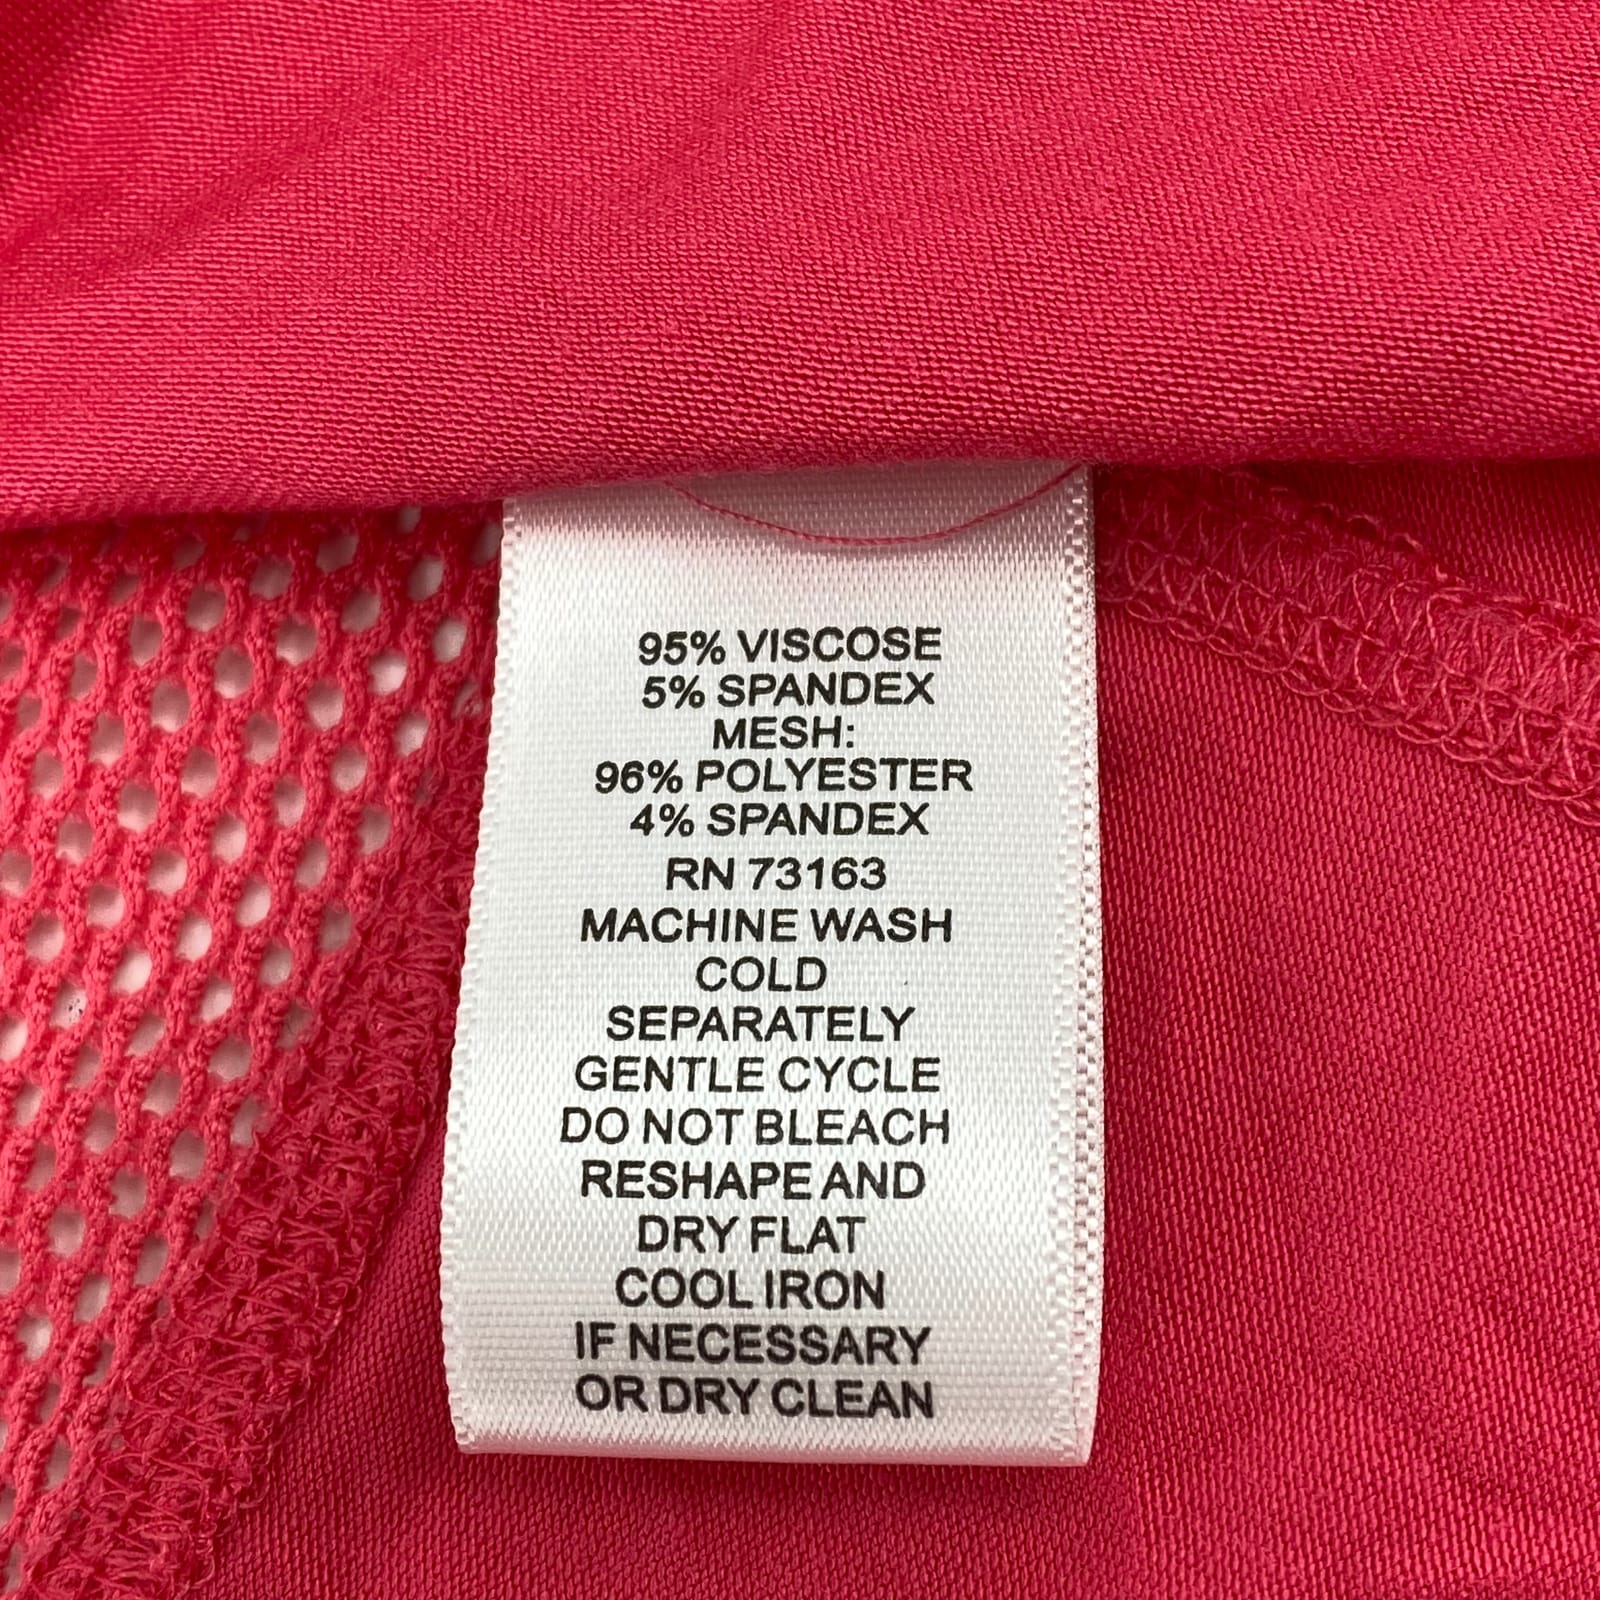 95% VISCOSE
5% SPANDEX
MESH:
96% POLYESTER
4% SPANDEX
RN 73163
MACHINE WASH
COLD
SEPARATELY
GENTLE CYCLE
DO NOT BLEACH
RESHAPE AND
DRY FLAT
COOL IRON
IF NECESSARY
OR DRY CLEAN